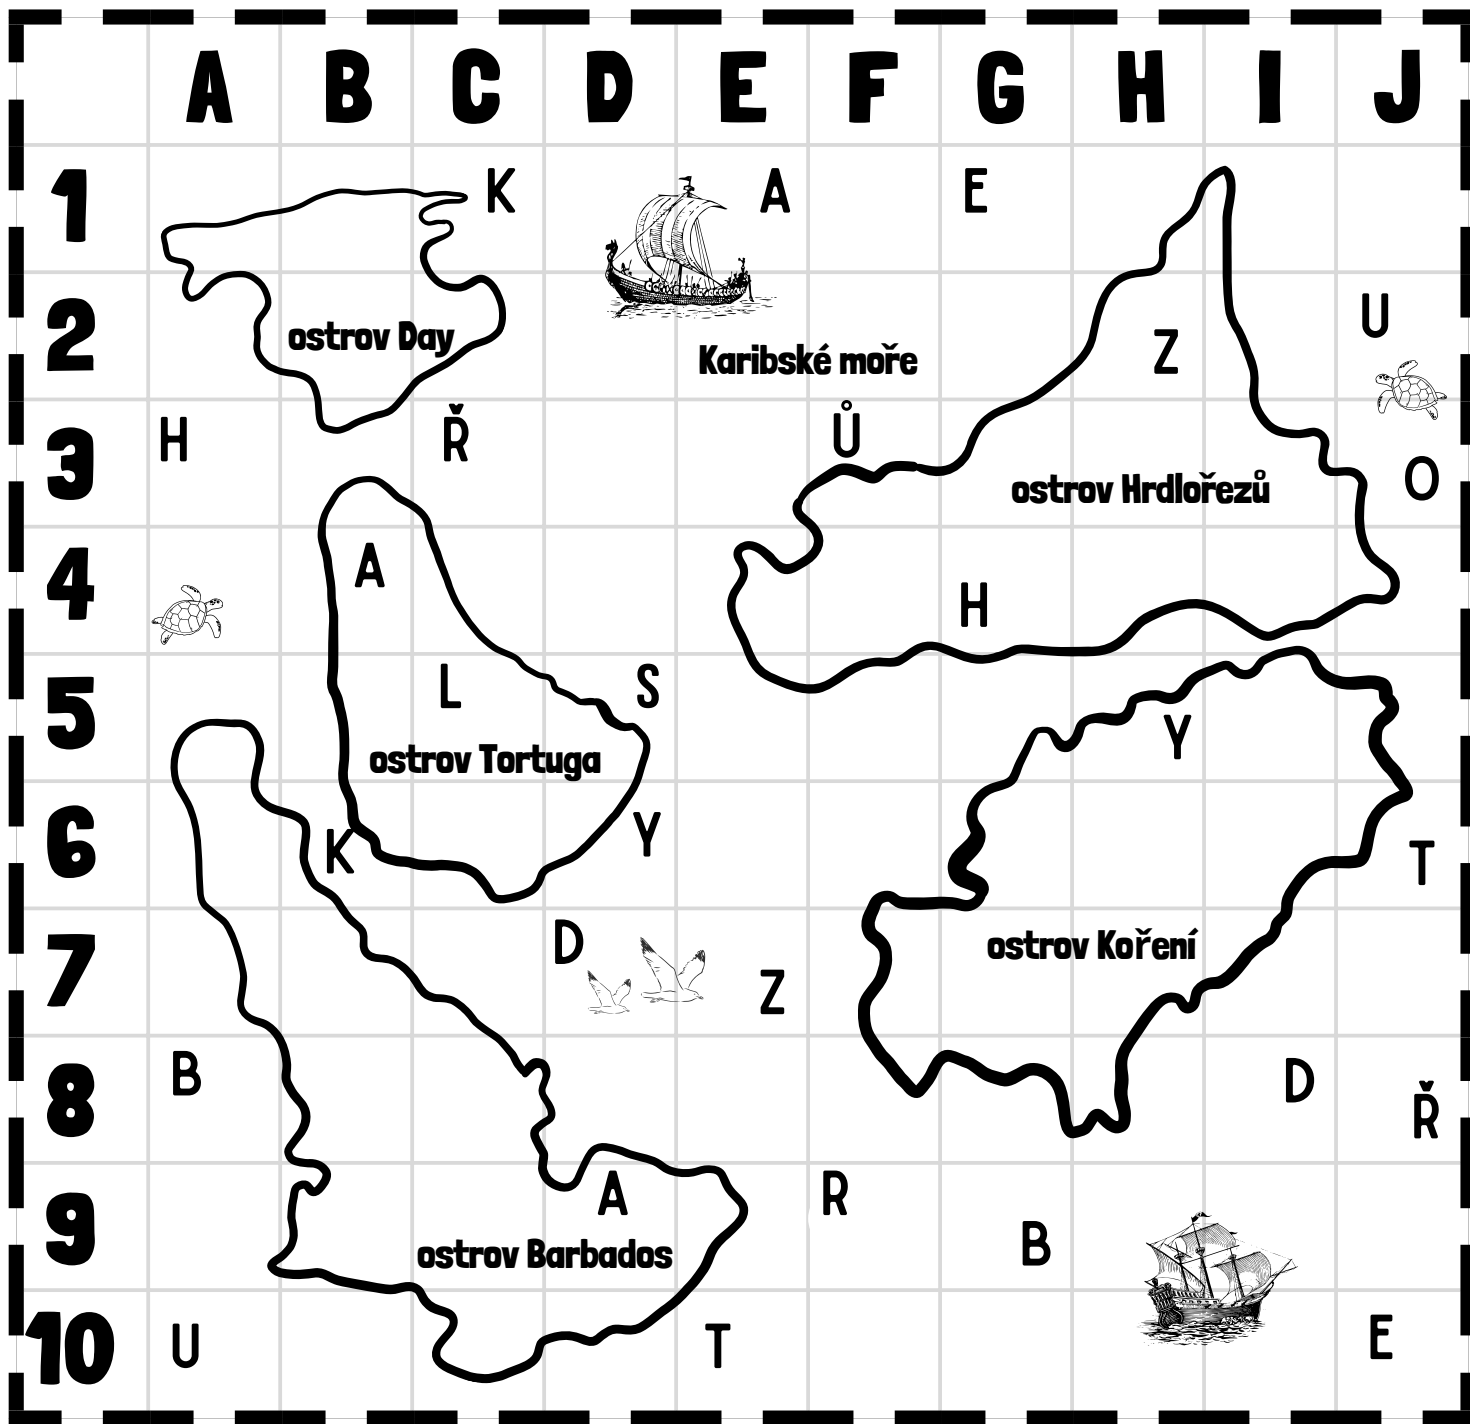 A B C D E F G H I J
1 K A E
2 ostrov Day Karibské moře Z U
3 H Ř Ů ostrov Hrdlořezů O
4 A H
5 L S ostrov Tortuga Y
6 K Y T
7 D Z ostrov Koření
8 B D Ř
9 A R B ostrov Barbados
10 U T E